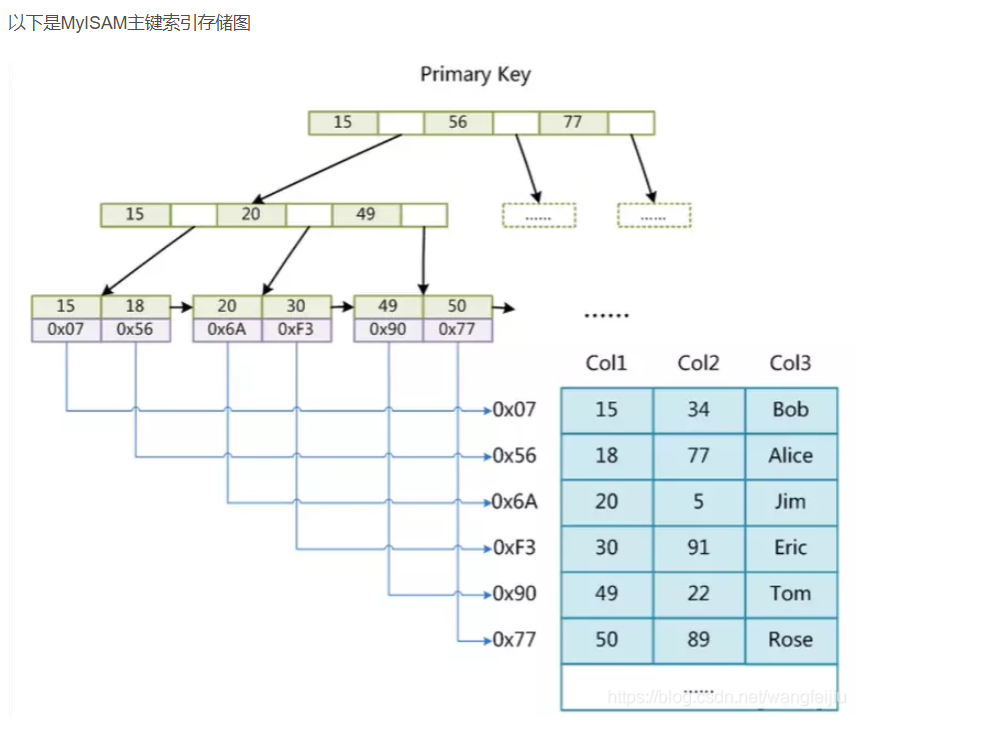 以下是MyISAM主键索引存储图
Primary Key
15 56 77
15 20 49 ...... ......
15 18 20 30 49 50
0x07 0x56 0x6A 0xF3 0x90 0x77
......
Col1 Col2 Col3
0x07 15 34 Bob
0x56 18 77 Alice
0x6A 20 5 Jim
0xF3 30 91 Eric
0x90 49 22 Tom
0x77 50 89 Rose
......
https://blog.csdn.net/wangfeijiu